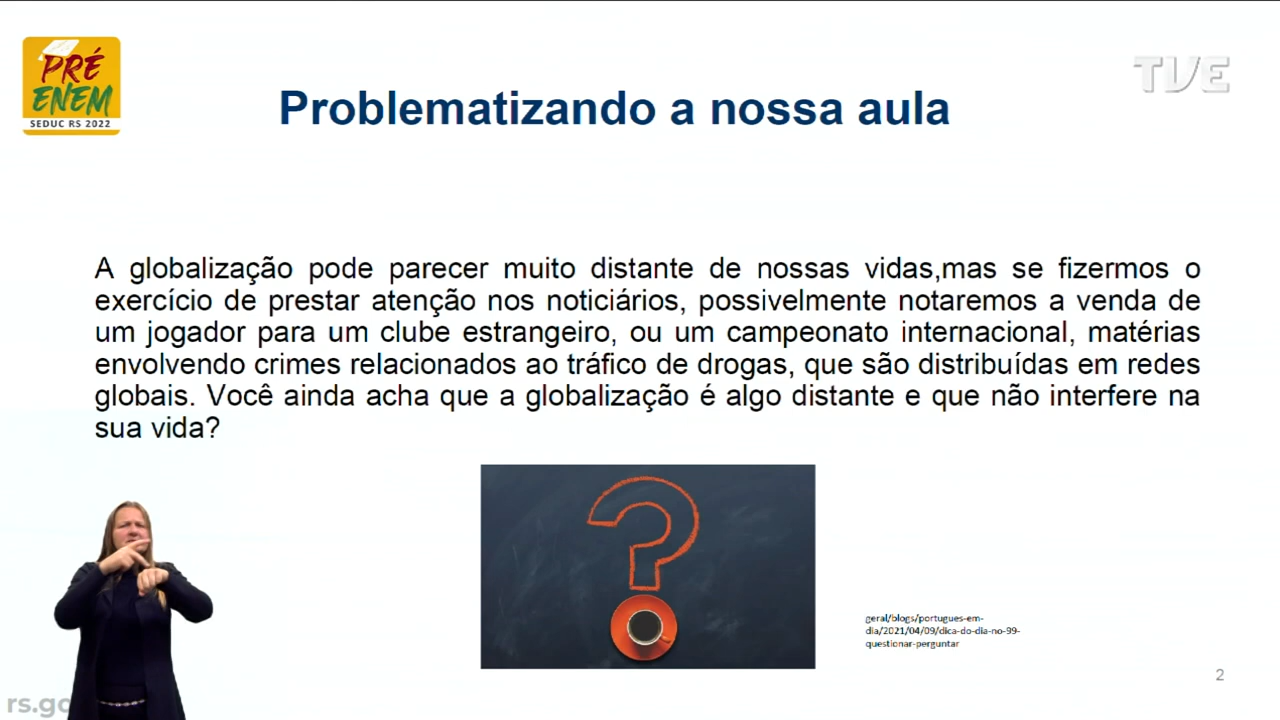 PRÉ
ENEM
SEDUC RS 2022
TVE
Problematizando a nossa aula
A globalização pode parecer muito distante de nossas vidas,mas se fizermos o
exercício de prestar atenção nos noticiários, possivelmente notaremos a venda de
um jogador para um clube estrangeiro, ou um campeonato internacional, matérias
envolvendo crimes relacionados ao tráfico de drogas, que são distribuídas em redes
globais. Você ainda acha que a globalização é algo distante e que não interfere na
sua vida?
?
geral/blogs/portugues-em-
dia/2021/04/09/dica-do-dia-no-99-
questionar-perguntar
2
rs.go